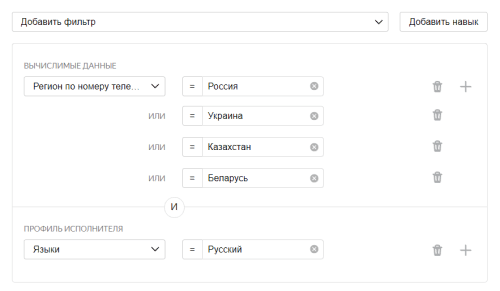 Добавить фильтр Добавить навык
ВЫЧИСЛИМЫЕ ДАННЫЕ
Регион по номеру теле... = Россия
ИЛИ = Украина
ИЛИ = Казахстан
ИЛИ = Беларусь
И
ПРОФИЛЬ ИСПОЛНИТЕЛЯ
Языки = Русский